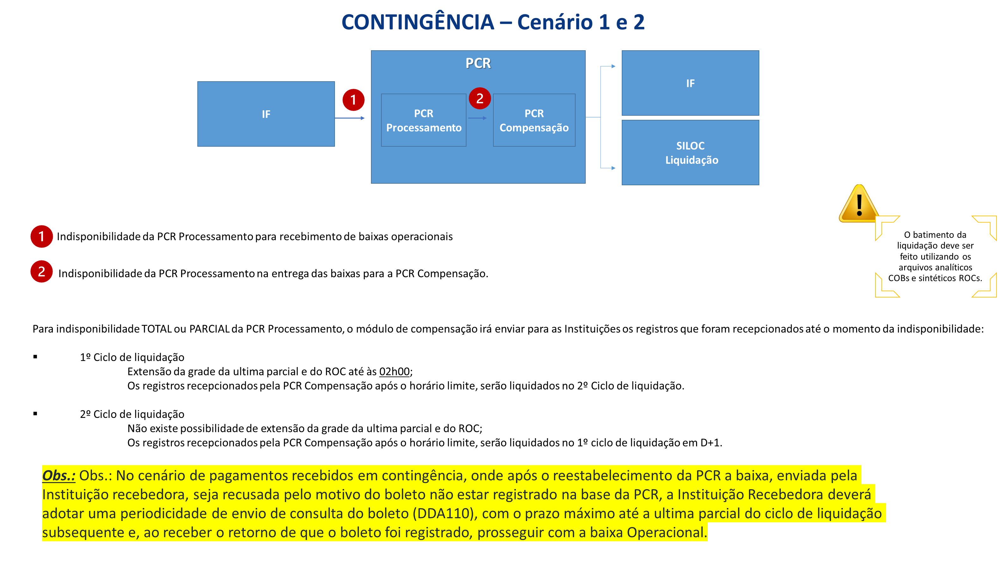 CONTINGÊNCIA – Cenário 1 e 2
PCR
IF
1
PCR
Processamento
2
PCR
Compensação
IF
SILOC
Liquidação
1 Indisponibilidade da PCR Processamento para recebimento de baixas operacionais
2 Indisponibilidade da PCR Processamento na entrega das baixas para a PCR Compensação.
!
O batimento da
liquidação deve ser
feito utilizando os
arquivos analíticos
COBs e sintéticos ROCs.
Para indisponibilidade TOTAL ou PARCIAL da PCR Processamento, o módulo de compensação irá enviar para as Instituições os registros que foram recepcionados até o momento da indisponibilidade:
▪ 1º Ciclo de liquidação
Extensão da grade da ultima parcial e do ROC até às 02h00;
Os registros recepcionados pela PCR Compensação após o horário limite, serão liquidados no 2º Ciclo de liquidação.
▪ 2º Ciclo de liquidação
Não existe possibilidade de extensão da grade da ultima parcial e do ROC;
Os registros recepcionados pela PCR Compensação após o horário limite, serão liquidados no 1º ciclo de liquidação em D+1.
Obs.: Obs.: No cenário de pagamentos recebidos em contingência, onde após o reestabelecimento da PCR a baixa, enviada pela
Instituição recebedora, seja recusada pelo motivo do boleto não estar registrado na base da PCR, a Instituição Recebedora deverá
adotar uma periodicidade de envio de consulta do boleto (DDA110), com o prazo máximo até a ultima parcial do ciclo de liquidação
subsequente e, ao receber o retorno de que o boleto foi registrado, prosseguir com a baixa Operacional.